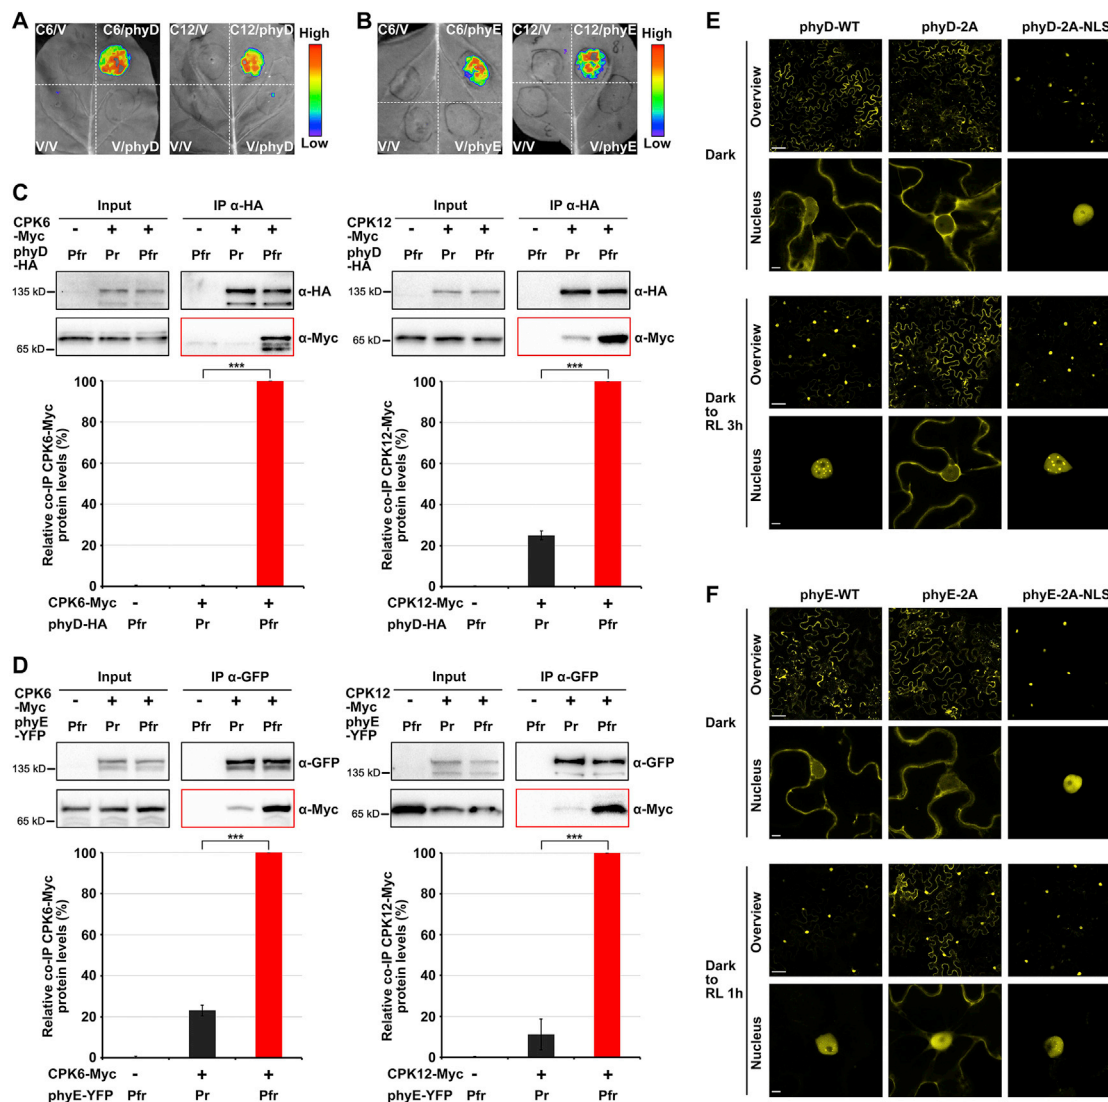 A
C6/V
C6/phyD
C12/V
C12/phyD
V/V
V/phyD
V/V
V/phyD
High
Low
B
C6/V
C6/phyE
C12/V
C12/phyE
V/V
V/phyE
V/V
V/phyE
High
Low
C
Input
IP α-HA
CPK6
-Myc
- + + - + +
phyD
-HA
Pfr Pr Pfr Pfr Pr Pfr
135 kD
α-HA
65 kD
α-Myc
***
Relative co-IP CPK6-Myc
protein levels (%)
100
80
60
40
20
0
CPK6-Myc - + +
phyD-HA Pfr Pr Pfr
Input
IP α-HA
CPK12
-Myc
- + + - + +
phyD
-HA
Pfr Pr Pfr Pfr Pr Pfr
135 kD
α-HA
65 kD
α-Myc
***
Relative co-IP CPK12-Myc
protein levels (%)
100
80
60
40
20
0
CPK12-Myc - + +
phyD-HA Pfr Pr Pfr
D
Input
IP α-GFP
CPK6
-Myc
- + + - + +
phyE
-YFP
Pfr Pr Pfr Pfr Pr Pfr
135 kD
α-GFP
65 kD
α-Myc
***
Relative co-IP CPK6-Myc
protein levels (%)
100
80
60
40
20
0
CPK6-Myc - + +
phyE-YFP Pfr Pr Pfr
Input
IP α-GFP
CPK12
-Myc
- + + - + +
phyE
-YFP
Pfr Pr Pfr Pfr Pr Pfr
135 kD
α-GFP
65 kD
α-Myc
***
Relative co-IP CPK12-Myc
protein levels (%)
100
80
60
40
20
0
CPK12-Myc - + +
phyE-YFP Pfr Pr Pfr
E
phyD-WT phyD-2A phyD-2A-NLS
Dark
Overview
Nucleus
Dark
to
RL 3h
Overview
Nucleus
F
phyE-WT phyE-2A phyE-2A-NLS
Dark
Overview
Nucleus
Dark
to
RL 1h
Overview
Nucleus